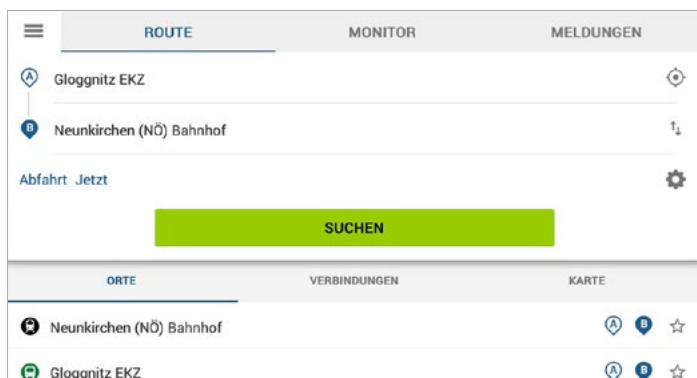 ROUTE MONITOR MELDUNGEN
A Gloggnitz EKZ
B Neunkirchen (NÖ) Bahnhof
Abfahrt Jetzt
SUCHEN
ORTE VERBINDUNGEN KARTE
Neunkirchen (NÖ) Bahnhof A B
Gloggnitz EKZ A B